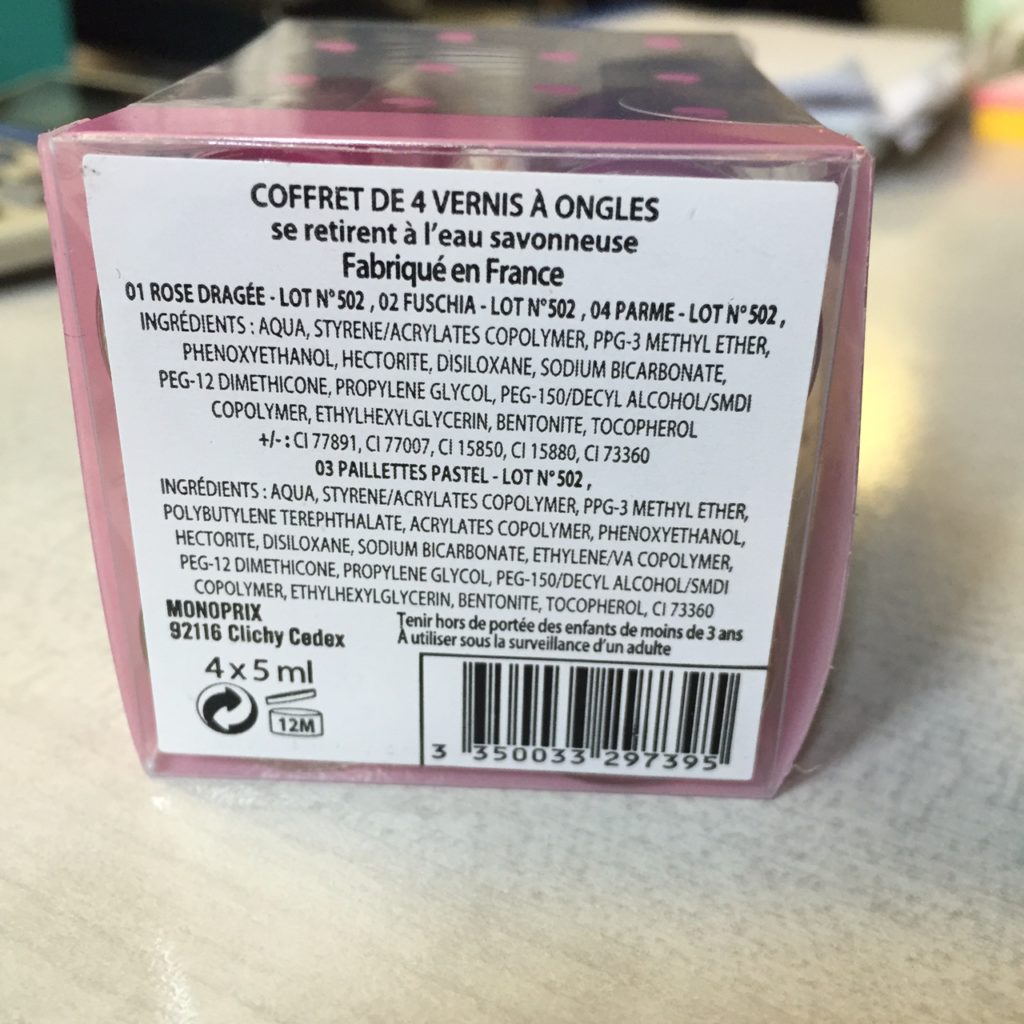 COFFRET DE 4 VERNIS À ONGLES
se retirent à l'eau savonneuse
Fabriqué en France
01 ROSE DRAGÉE - LOT N° 502 , 02 FUSCHIA - LOT N°502 , 04 PARME - LOT N° 502 ,
INGRÉDIENTS : AQUA, STYRENE/ACRYLATES COPOLYMER, PPG-3 METHYL ETHER,
PHENOXYETHANOL, HECTORITE, DISILOXANE, SODIUM BICARBONATE,
PEG-12 DIMETHICONE, PROPYLENE GLYCOL, PEG-150/DECYL ALCOHOL/SMDI
COPOLYMER, ETHYLHEXYLGLYCERIN, BENTONITE, TOCOPHEROL
+/- : CI 77891, CI 77007, CI 15850, CI 15880, CI 73360
03 PAILLETTES PASTEL - LOT N° 502 ,
INGRÉDIENTS : AQUA, STYRENE/ACRYLATES COPOLYMER, PPG-3 METHYL ETHER,
POLYBUTYLENE TEREPHTHALATE, ACRYLATES COPOLYMER, PHENOXYETHANOL,
HECTORITE, DISILOXANE, SODIUM BICARBONATE, ETHYLENE/VA COPOLYMER,
PEG-12 DIMETHICONE, PROPYLENE GLYCOL, PEG-150/DECYL ALCOHOL/SMDI
COPOLYMER, ETHYLHEXYLGLYCERIN, BENTONITE, TOCOPHEROL, CI 73360
MONOPRIX
92116 Clichy Cedex
Tenir hors de portée des enfants de moins de 3 ans
À utiliser sous la surveillance d'un adulte
4 x 5 ml
12M
3 350033 297395